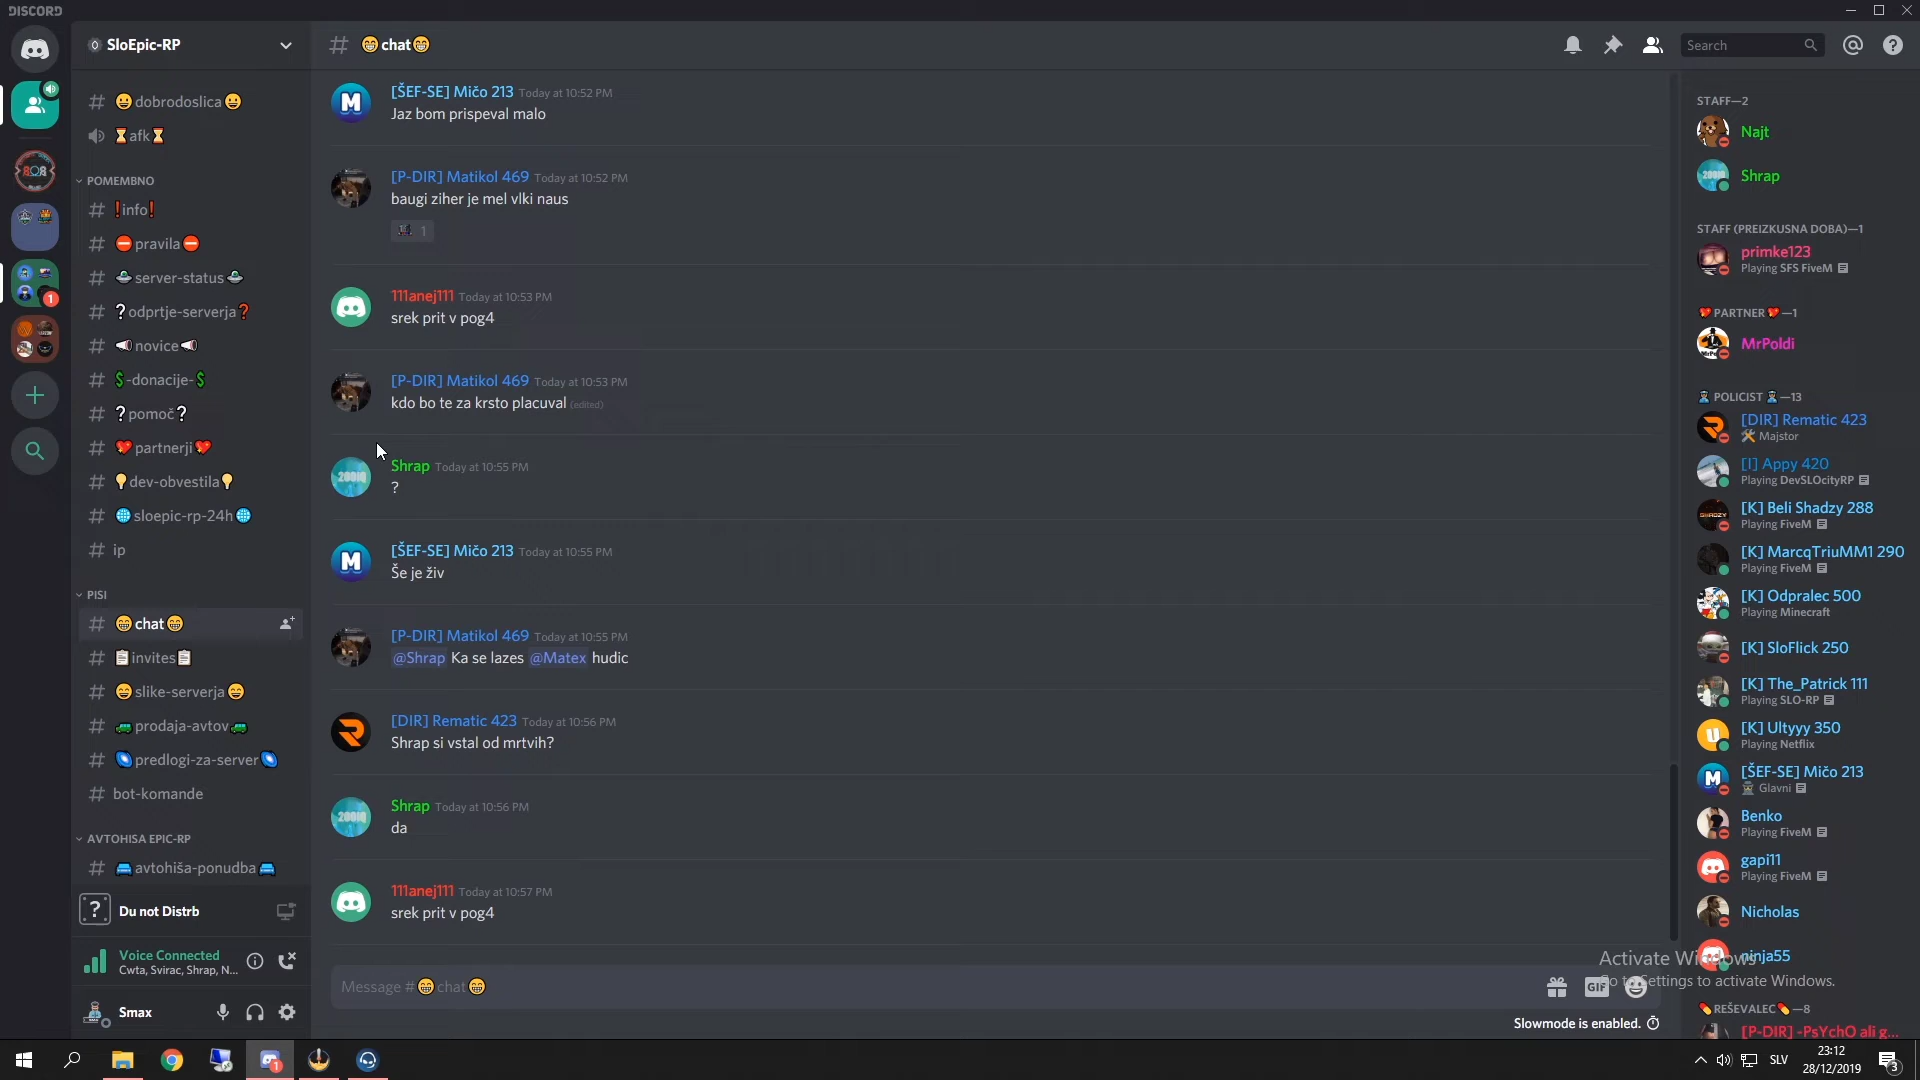 DISCORD
SloEpic-RP
😁chat😁
Search
😃dobrodoslica😃
⏳afk⏳
POMEMBNO
❗info❗
⛔pravila⛔
🛸server-status🛸
❔odprtje-serverja❓
📢novice📢
💲-donacije-💲
❔pomoč❔
💖partnerji💖
💡dev-obvestila💡
🌐sloepic-rp-24h🌐
ip
PISI
😁chat😁
📋invites📋
😄slike-serverja😄
🚙prodaja-avtov🚙
predlogi-za-server
bot-komande
AVTOHISA EPIC-RP
🚘avtohiša-ponudba🚘
Du not Distrb
Voice Connected
Cwta, Svirac, Shrap, N...
Smax
[ŠEF-SE] Mičo 213 Today at 10:52 PM
Jaz bom prispeval malo
[P-DIR] Matikol 469 Today at 10:52 PM
baugi ziher je mel vlki naus
1
111anej111 Today at 10:53 PM
srek prit v pog4
[P-DIR] Matikol 469 Today at 10:53 PM
kdo bo te za krsto placuval (edited)
Shrap Today at 10:55 PM
?
[ŠEF-SE] Mičo 213 Today at 10:55 PM
Še je živ
[P-DIR] Matikol 469 Today at 10:55 PM
@Shrap Ka se lazes @Matex hudic
[DIR] Rematic 423 Today at 10:56 PM
Shrap si vstal od mrtvih?
Shrap Today at 10:56 PM
da
111anej111 Today at 10:57 PM
srek prit v pog4
Message #😁chat😁
GIF
Slowmode is enabled.
STAFF—2
Najt
Shrap
STAFF (PREIZKUSNA DOBA)—1
primke123
Playing SFS FiveM
💖PARTNER💖—1
MrPoldi
POLICIST—13
[DIR] Rematic 423
Majstor
[I] Appy 420
Playing DevSLOcityRP
[K] Beli Shadzy 288
Playing FiveM
[K] MarcqTriuMM1 290
Playing FiveM
[K] Odpralec 500
Playing Minecraft
[K] SloFlick 250
[K] The_Patrick 111
Playing SLO-RP
[K] Ultyyy 350
Playing Netflix
[ŠEF-SE] Mičo 213
Glavni
Benko
Playing FiveM
gapi11
Playing FiveM
Nicholas
ninja55
Activate Windows
Go to Settings to activate Windows.
💊REŠEVALEC💊—8
[P-DIR] -PsYchO ali g...
SLV
23:12
28/12/2019
3